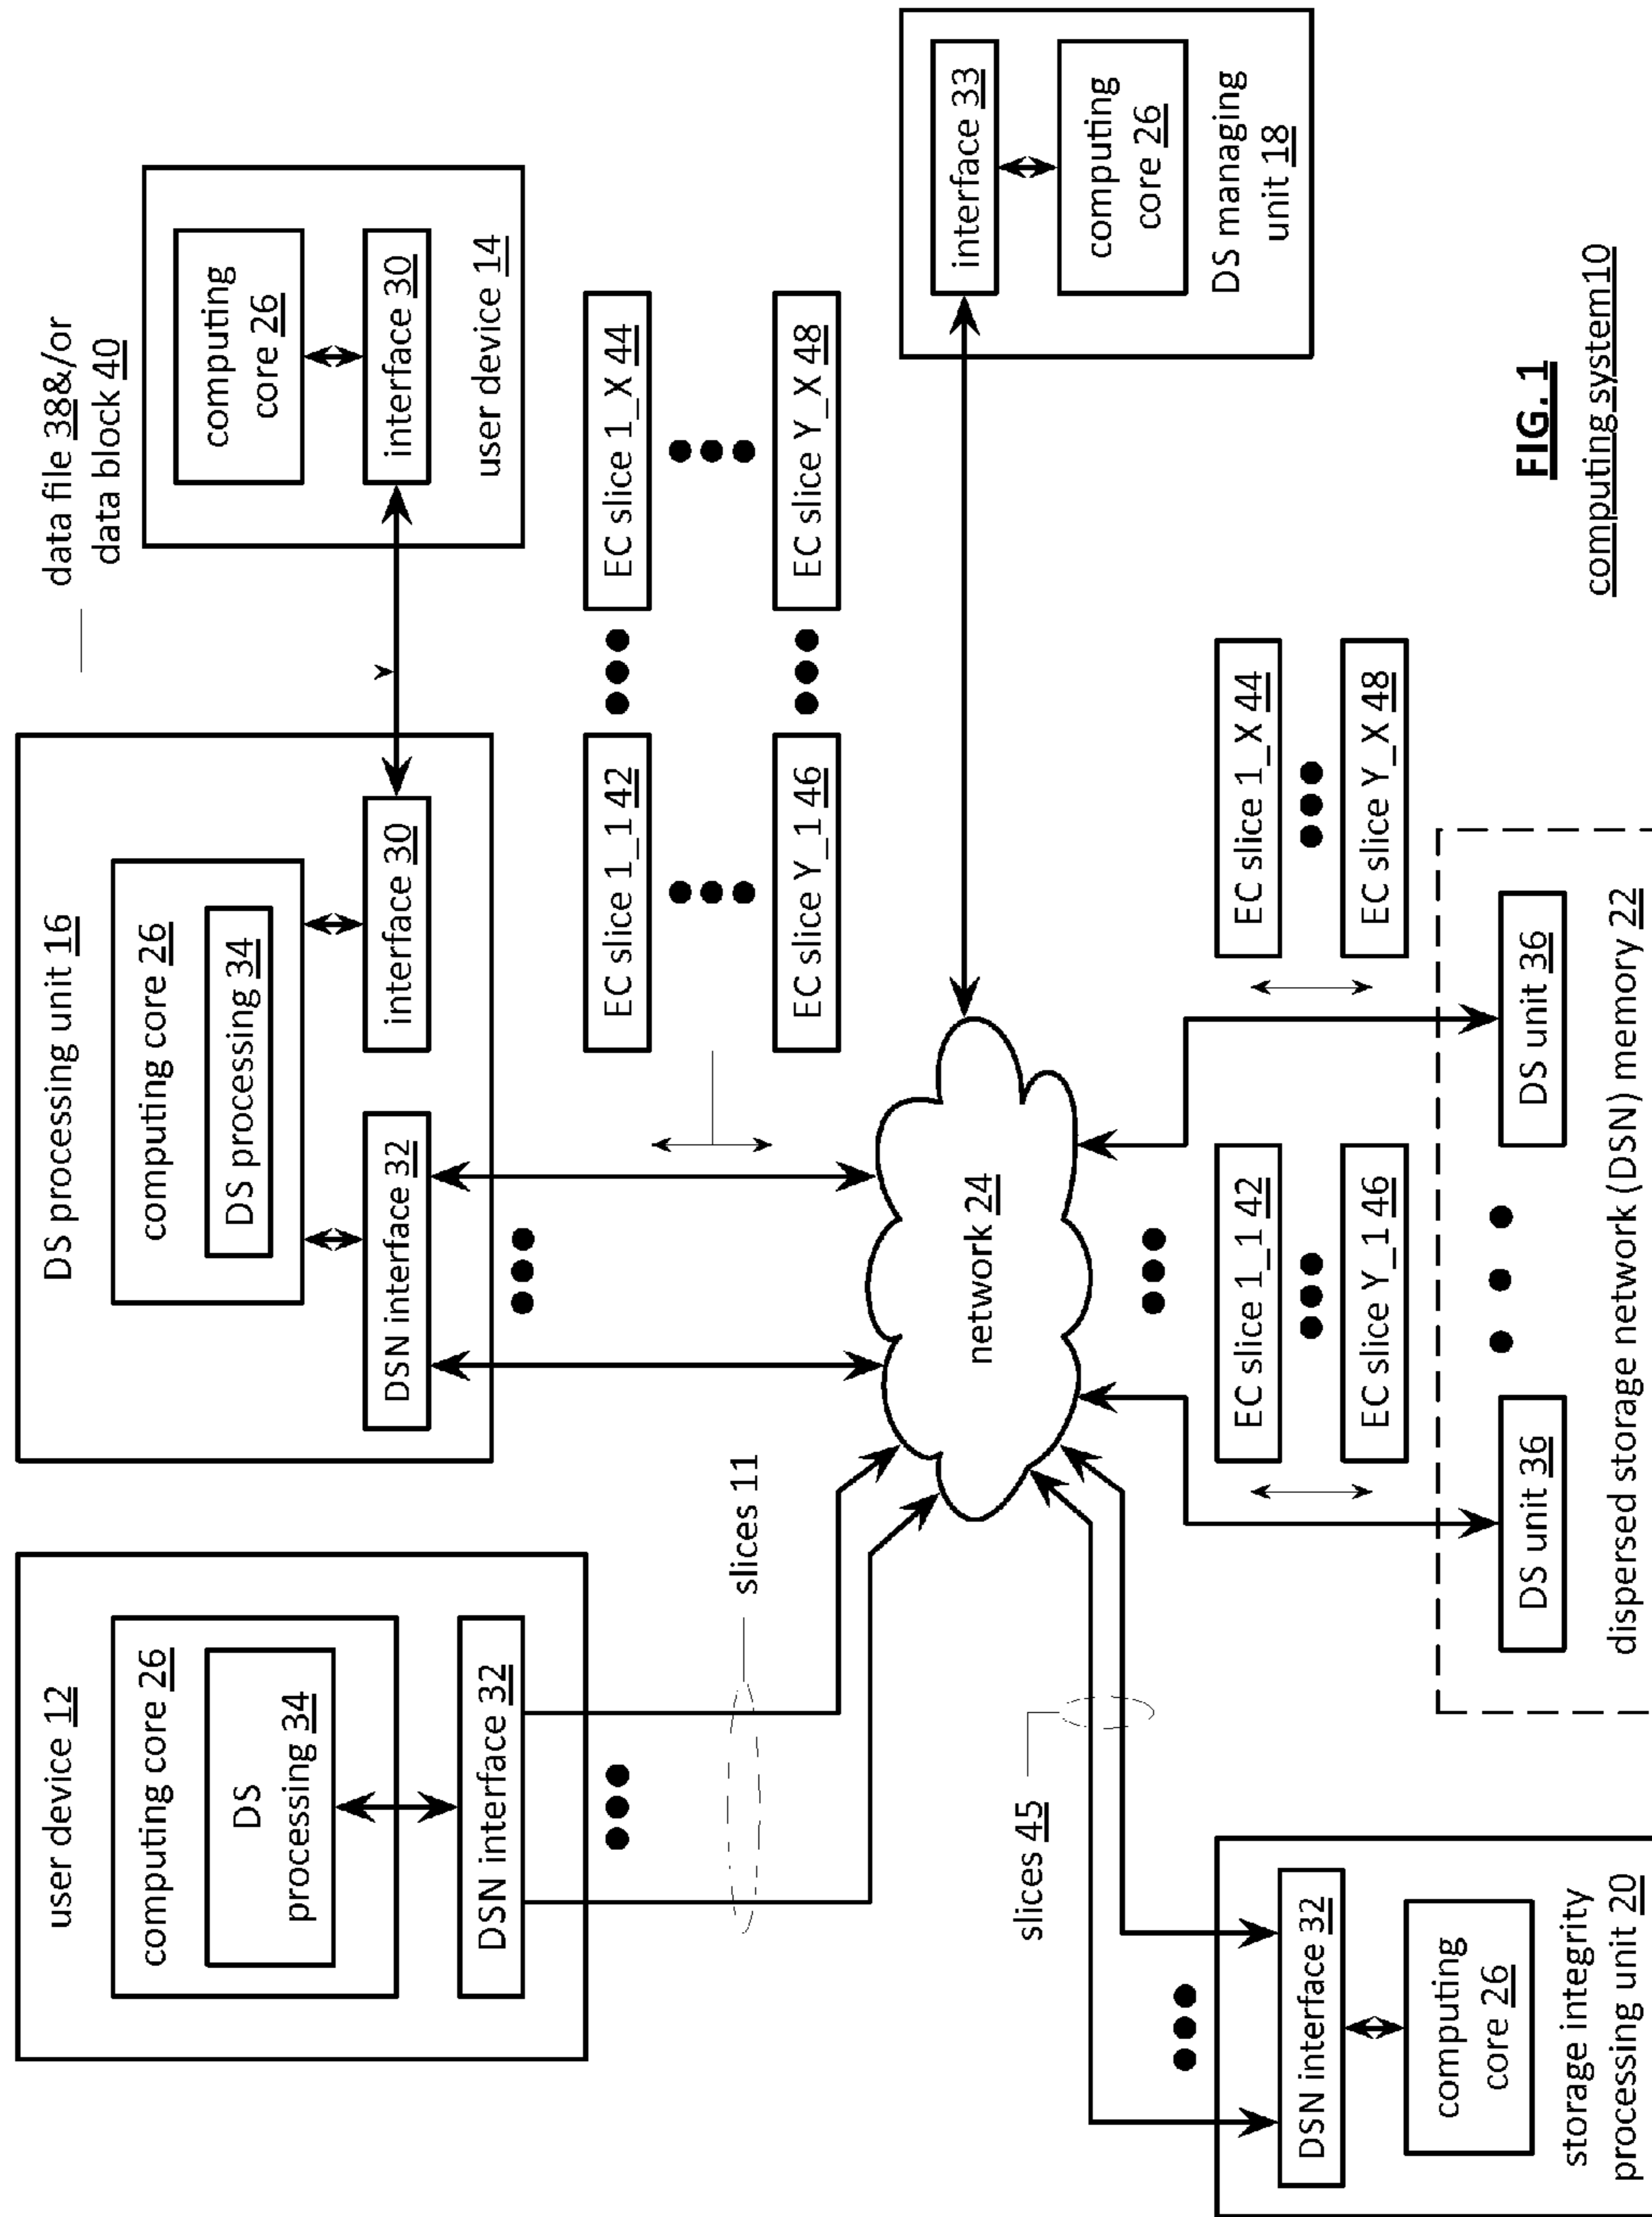 user device 12
computing core 26
DS
processing 34
DSN interface 32
slices 11
DS processing unit 16
computing core 26
DS processing 34
DSN interface 32
interface 30
data file 38&/or
data block 40
computing
core 26
interface 30
user device 14
EC slice 1_1 42
EC slice 1_X 44
EC slice Y_1 46
EC slice Y_X 48
network 24
interface 33
computing
core 26
DS managing
unit 18
slices 45
DSN interface 32
computing
core 26
storage integrity
processing unit 20
EC slice 1_1 42
EC slice Y_1 46
EC slice 1_X 44
EC slice Y_X 48
DS unit 36
DS unit 36
dispersed storage network (DSN) memory 22
FIG. 1
computing system10